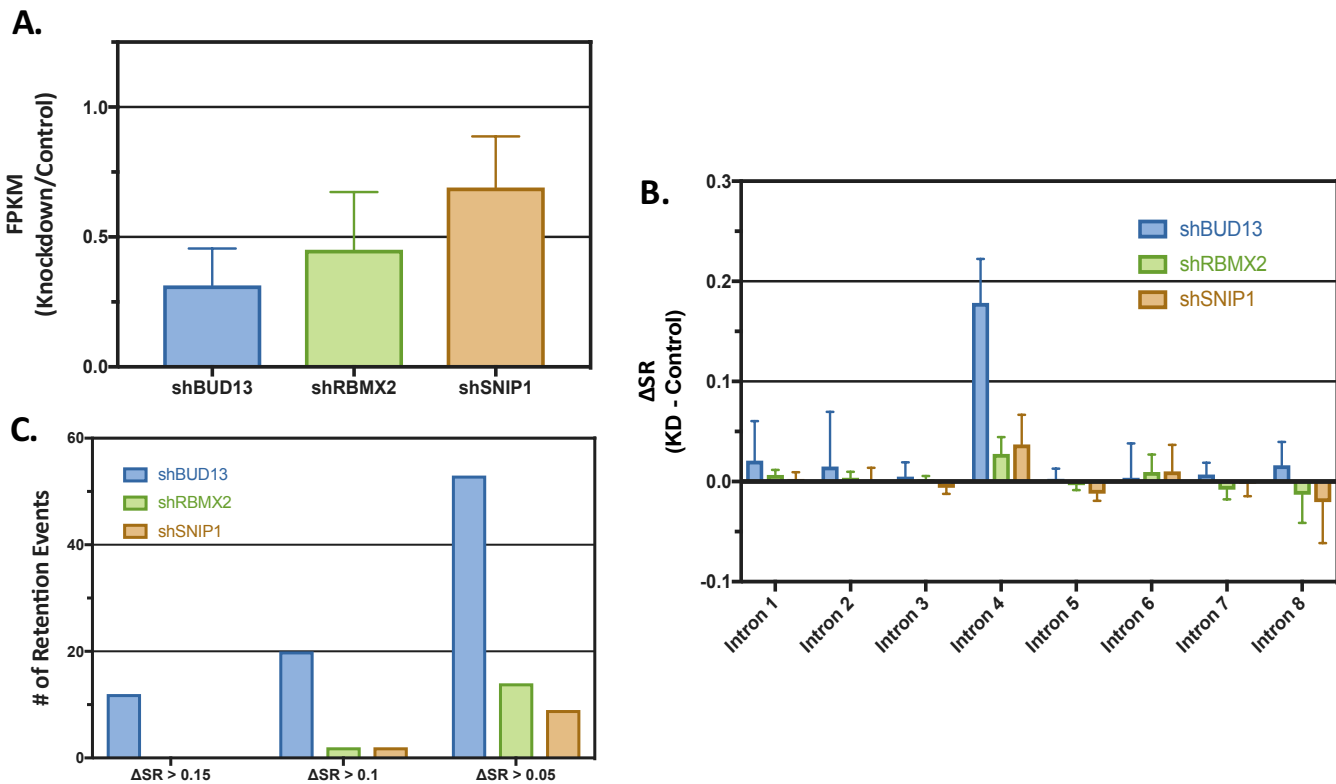 A.
FPKM
(Knockdown/Control)
1.0
0.5
0.0
shBUD13
shRBMX2
shSNIP1
B.
ΔSR
(KD - Control)
0.3
0.2
0.1
0.0
-0.1
shBUD13
shRBMX2
shSNIP1
Intron 1
Intron 2
Intron 3
Intron 4
Intron 5
Intron 6
Intron 7
Intron 8
C.
# of Retention Events
60
40
20
0
shBUD13
shRBMX2
shSNIP1
ΔSR > 0.15
ΔSR > 0.1
ΔSR > 0.05